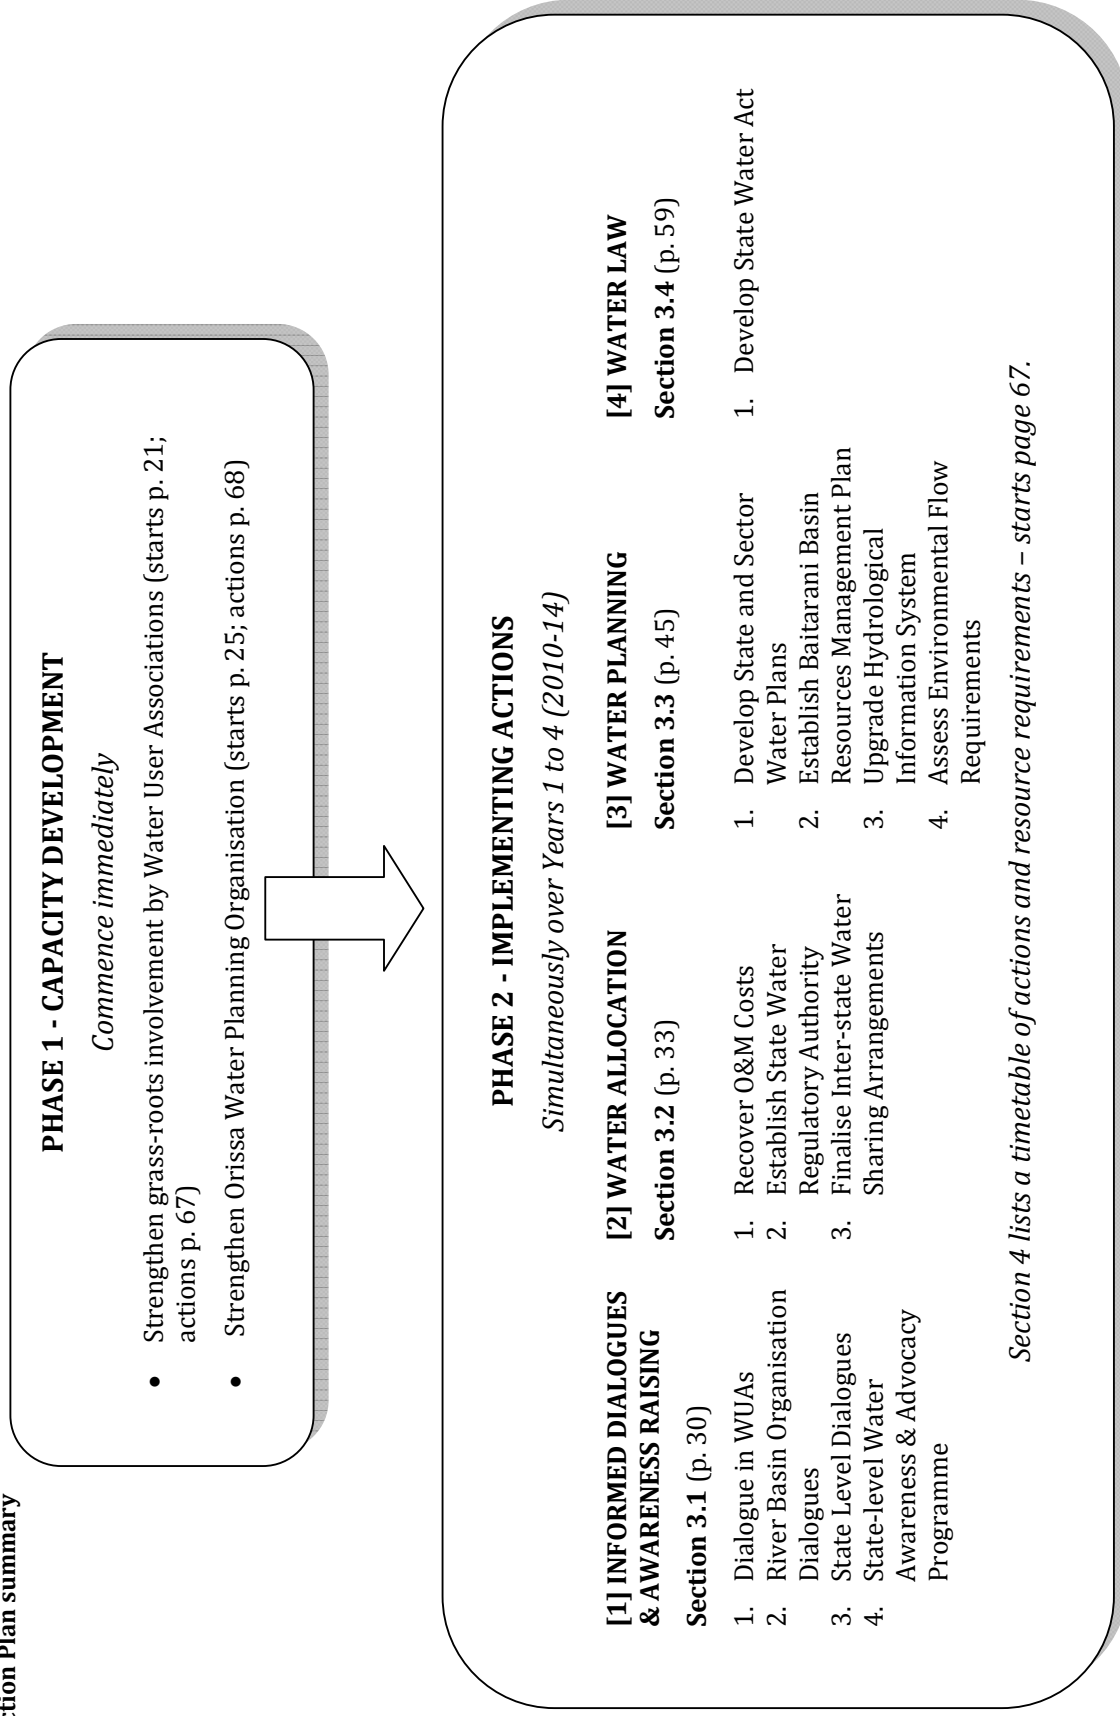 ction Plan summary
PHASE 1 - CAPACITY DEVELOPMENT
Commence immediately
• Strengthen grass-roots involvement by Water User Associations (starts p. 21;
actions p. 67)
• Strengthen Orissa Water Planning Organisation (starts p. 25; actions p. 68)
PHASE 2 - IMPLEMENTING ACTIONS
Simultaneously over Years 1 to 4 (2010-14)
[1] INFORMED DIALOGUES
& AWARENESS RAISING
Section 3.1 (p. 30)
1. Dialogue in WUAs
2. River Basin Organisation
Dialogues
3. State Level Dialogues
4. State-level Water
Awareness & Advocacy
Programme
[2] WATER ALLOCATION
Section 3.2 (p. 33)
1. Recover O&M Costs
2. Establish State Water
Regulatory Authority
3. Finalise Inter-state Water
Sharing Arrangements
[3] WATER PLANNING
Section 3.3 (p. 45)
1. Develop State and Sector
Water Plans
2. Establish Baitarani Basin
Resources Management Plan
3. Upgrade Hydrological
Information System
4. Assess Environmental Flow
Requirements
[4] WATER LAW
Section 3.4 (p. 59)
1. Develop State Water Act
Section 4 lists a timetable of actions and resource requirements – starts page 67.